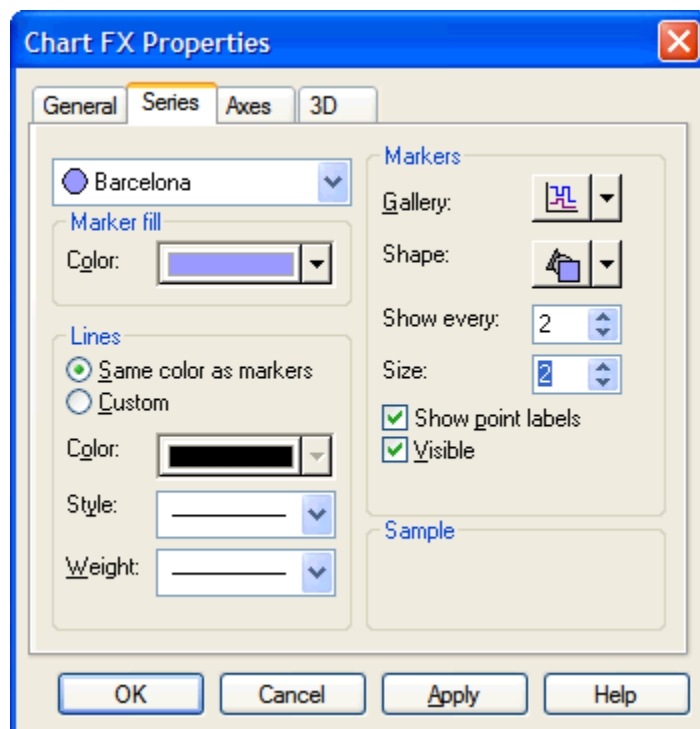 Chart FX Properties
General Series Axes 3D
Barcelona
Marker fill
Color:
Lines
Same color as markers
Custom
Color:
Style:
Weight:
Markers
Gallery:
Shape:
Show every: 2
Size: 2
Show point labels
Visible
Sample
OK Cancel Apply Help